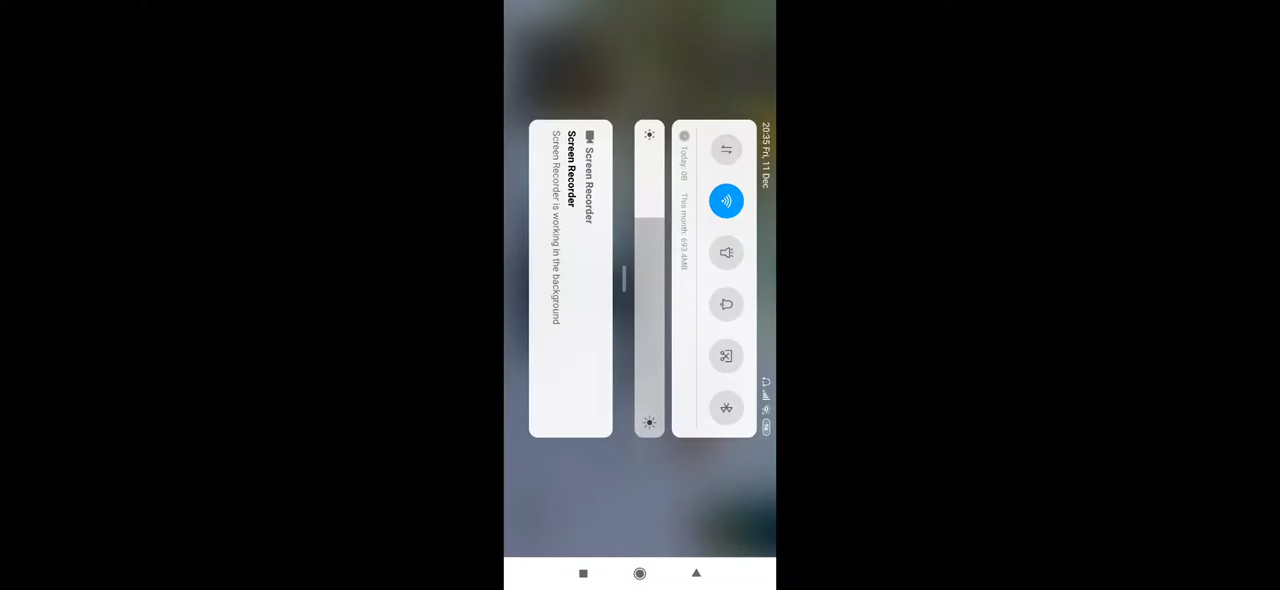 20:35 Fri, 11 Dec
Today: 0B This month: 693.4MB
Screen Recorder
Screen Recorder
Screen Recorder is working in the background